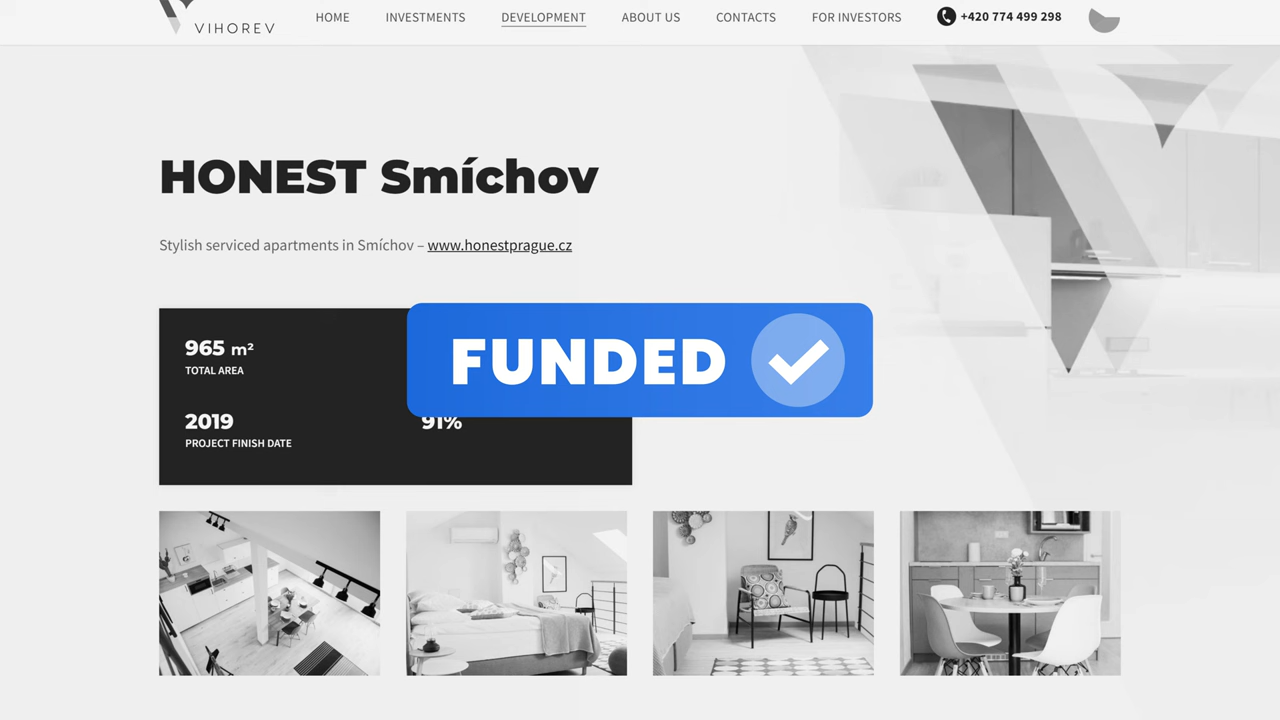 VIHOREV
HOME
INVESTMENTS
DEVELOPMENT
ABOUT US
CONTACTS
FOR INVESTORS
+420 774 499 298
HONEST Smíchov
Stylish serviced apartments in Smíchov – www.honestprague.cz
965 m²
TOTAL AREA
FUNDED
2019
91%
PROJECT FINISH DATE